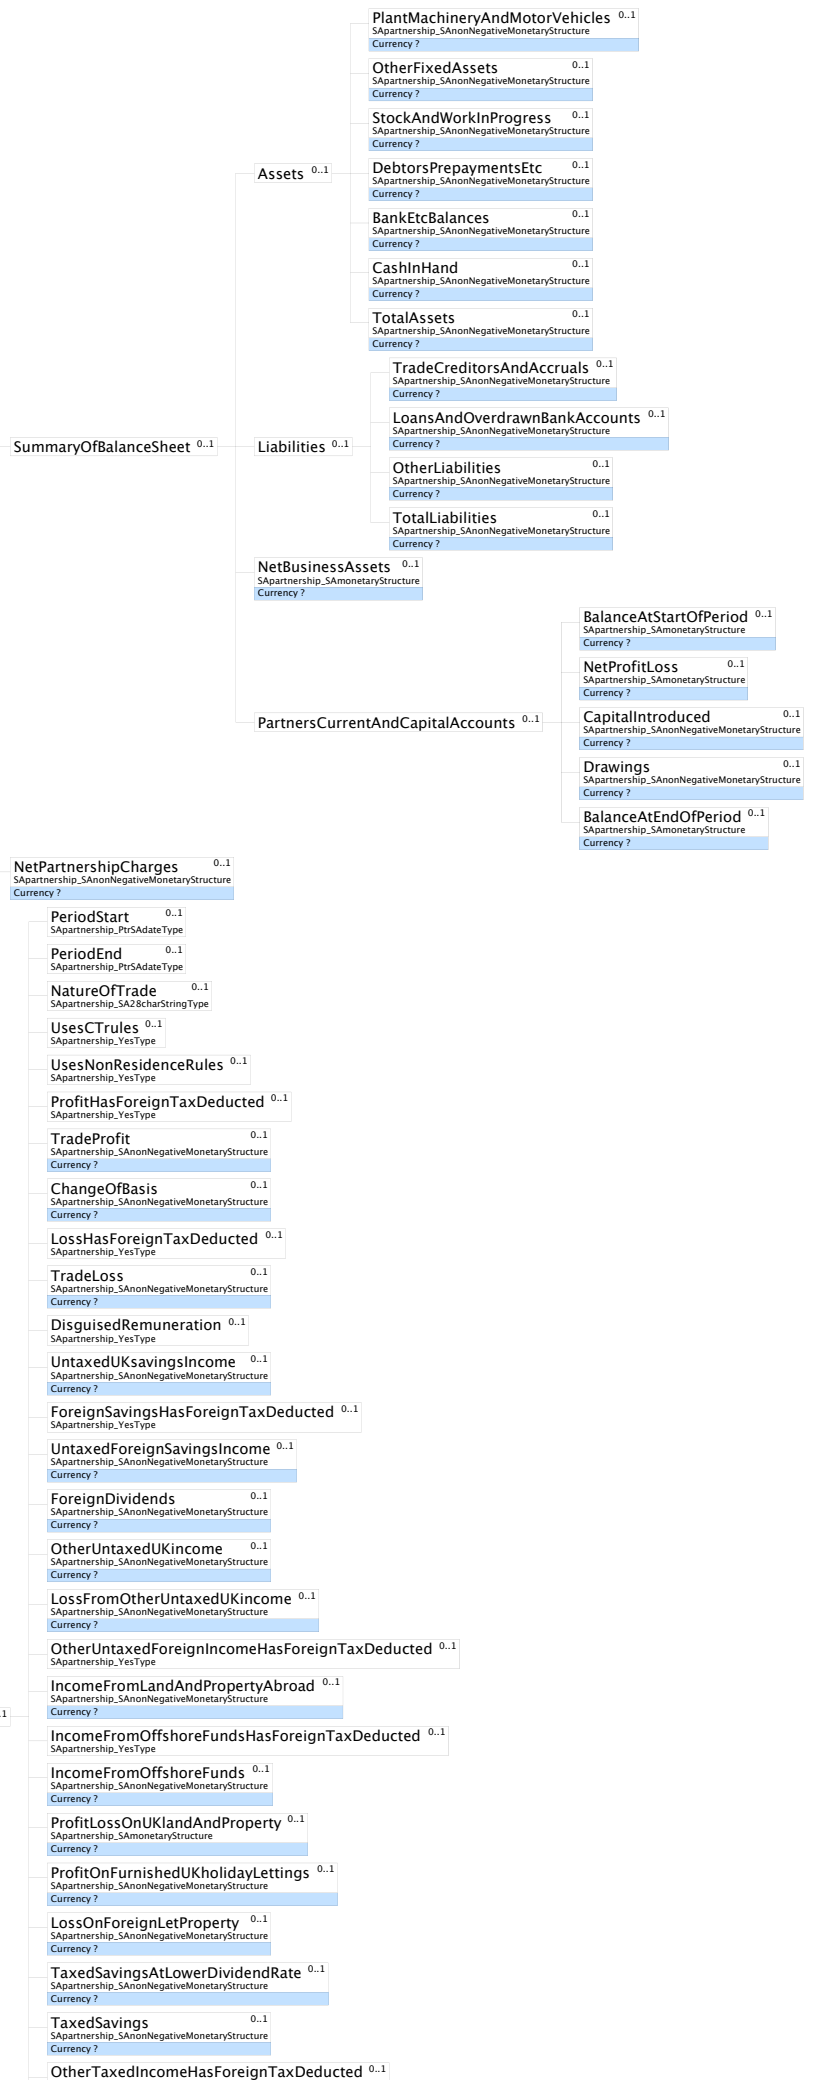 PlantMachineryAndMotorVehicles 0..1
SApartnership_SAnonNegativeMonetaryStructure
Currency ?
OtherFixedAssets 0..1
SApartnership_SAnonNegativeMonetaryStructure
Currency ?
StockAndWorkInProgress 0..1
SApartnership_SAnonNegativeMonetaryStructure
Currency ?
Assets 0..1
DebtorsPrepaymentsEtc 0..1
SApartnership_SAnonNegativeMonetaryStructure
Currency ?
BankEtcBalances 0..1
SApartnership_SAnonNegativeMonetaryStructure
Currency ?
CashInHand 0..1
SApartnership_SAnonNegativeMonetaryStructure
Currency ?
TotalAssets 0..1
SApartnership_SAnonNegativeMonetaryStructure
Currency ?
TradeCreditorsAndAccruals 0..1
SApartnership_SAnonNegativeMonetaryStructure
Currency ?
LoansAndOverdrawnBankAccounts 0..1
SApartnership_SAnonNegativeMonetaryStructure
Currency ?
SummaryOfBalanceSheet 0..1
Liabilities 0..1
OtherLiabilities 0..1
SApartnership_SAnonNegativeMonetaryStructure
Currency ?
TotalLiabilities 0..1
SApartnership_SAnonNegativeMonetaryStructure
Currency ?
NetBusinessAssets 0..1
SApartnership_SAmonetaryStructure
Currency ?
BalanceAtStartOfPeriod 0..1
SApartnership_SAmonetaryStructure
Currency ?
NetProfitLoss 0..1
SApartnership_SAmonetaryStructure
Currency ?
PartnersCurrentAndCapitalAccounts 0..1
CapitalIntroduced 0..1
SApartnership_SAnonNegativeMonetaryStructure
Currency ?
Drawings 0..1
SApartnership_SAnonNegativeMonetaryStructure
Currency ?
BalanceAtEndOfPeriod 0..1
SApartnership_SAmonetaryStructure
Currency ?
NetPartnershipCharges 0..1
SApartnership_SAnonNegativeMonetaryStructure
Currency ?
PeriodStart 0..1
SApartnership_PtrSAdateType
PeriodEnd 0..1
SApartnership_PtrSAdateType
NatureOfTrade 0..1
SApartnership_SA28charStringType
UsesCTrules 0..1
SApartnership_YesType
UsesNonResidenceRules 0..1
SApartnership_YesType
ProfitHasForeignTaxDeducted 0..1
SApartnership_YesType
TradeProfit 0..1
SApartnership_SAnonNegativeMonetaryStructure
Currency ?
ChangeOfBasis 0..1
SApartnership_SAnonNegativeMonetaryStructure
Currency ?
LossHasForeignTaxDeducted 0..1
SApartnership_YesType
TradeLoss 0..1
SApartnership_SAnonNegativeMonetaryStructure
Currency ?
DisguisedRemuneration 0..1
SApartnership_YesType
UntaxedUKsavingsIncome 0..1
SApartnership_SAnonNegativeMonetaryStructure
Currency ?
ForeignSavingsHasForeignTaxDeducted 0..1
SApartnership_YesType
UntaxedForeignSavingsIncome 0..1
SApartnership_SAnonNegativeMonetaryStructure
Currency ?
ForeignDividends 0..1
SApartnership_SAnonNegativeMonetaryStructure
Currency ?
OtherUntaxedUKincome 0..1
SApartnership_SAnonNegativeMonetaryStructure
Currency ?
LossFromOtherUntaxedUKincome 0..1
SApartnership_SAnonNegativeMonetaryStructure
Currency ?
OtherUntaxedForeignIncomeHasForeignTaxDeducted 0..1
SApartnership_YesType
IncomeFromLandAndPropertyAbroad 0..1
SApartnership_SAnonNegativeMonetaryStructure
Currency ?
.1
IncomeFromOffshoreFundsHasForeignTaxDeducted 0..1
SApartnership_YesType
IncomeFromOffshoreFunds 0..1
SApartnership_SAnonNegativeMonetaryStructure
Currency ?
ProfitLossOnUKlandAndProperty 0..1
SApartnership_SAmonetaryStructure
Currency ?
ProfitOnFurnishedUKholidayLettings 0..1
SApartnership_SAnonNegativeMonetaryStructure
Currency ?
LossOnForeignLetProperty 0..1
SApartnership_SAnonNegativeMonetaryStructure
Currency ?
TaxedSavingsAtLowerDividendRate 0..1
SApartnership_SAnonNegativeMonetaryStructure
Currency ?
TaxedSavings 0..1
SApartnership_SAnonNegativeMonetaryStructure
Currency ?
OtherTaxedIncomeHasForeignTaxDeducted 0..1